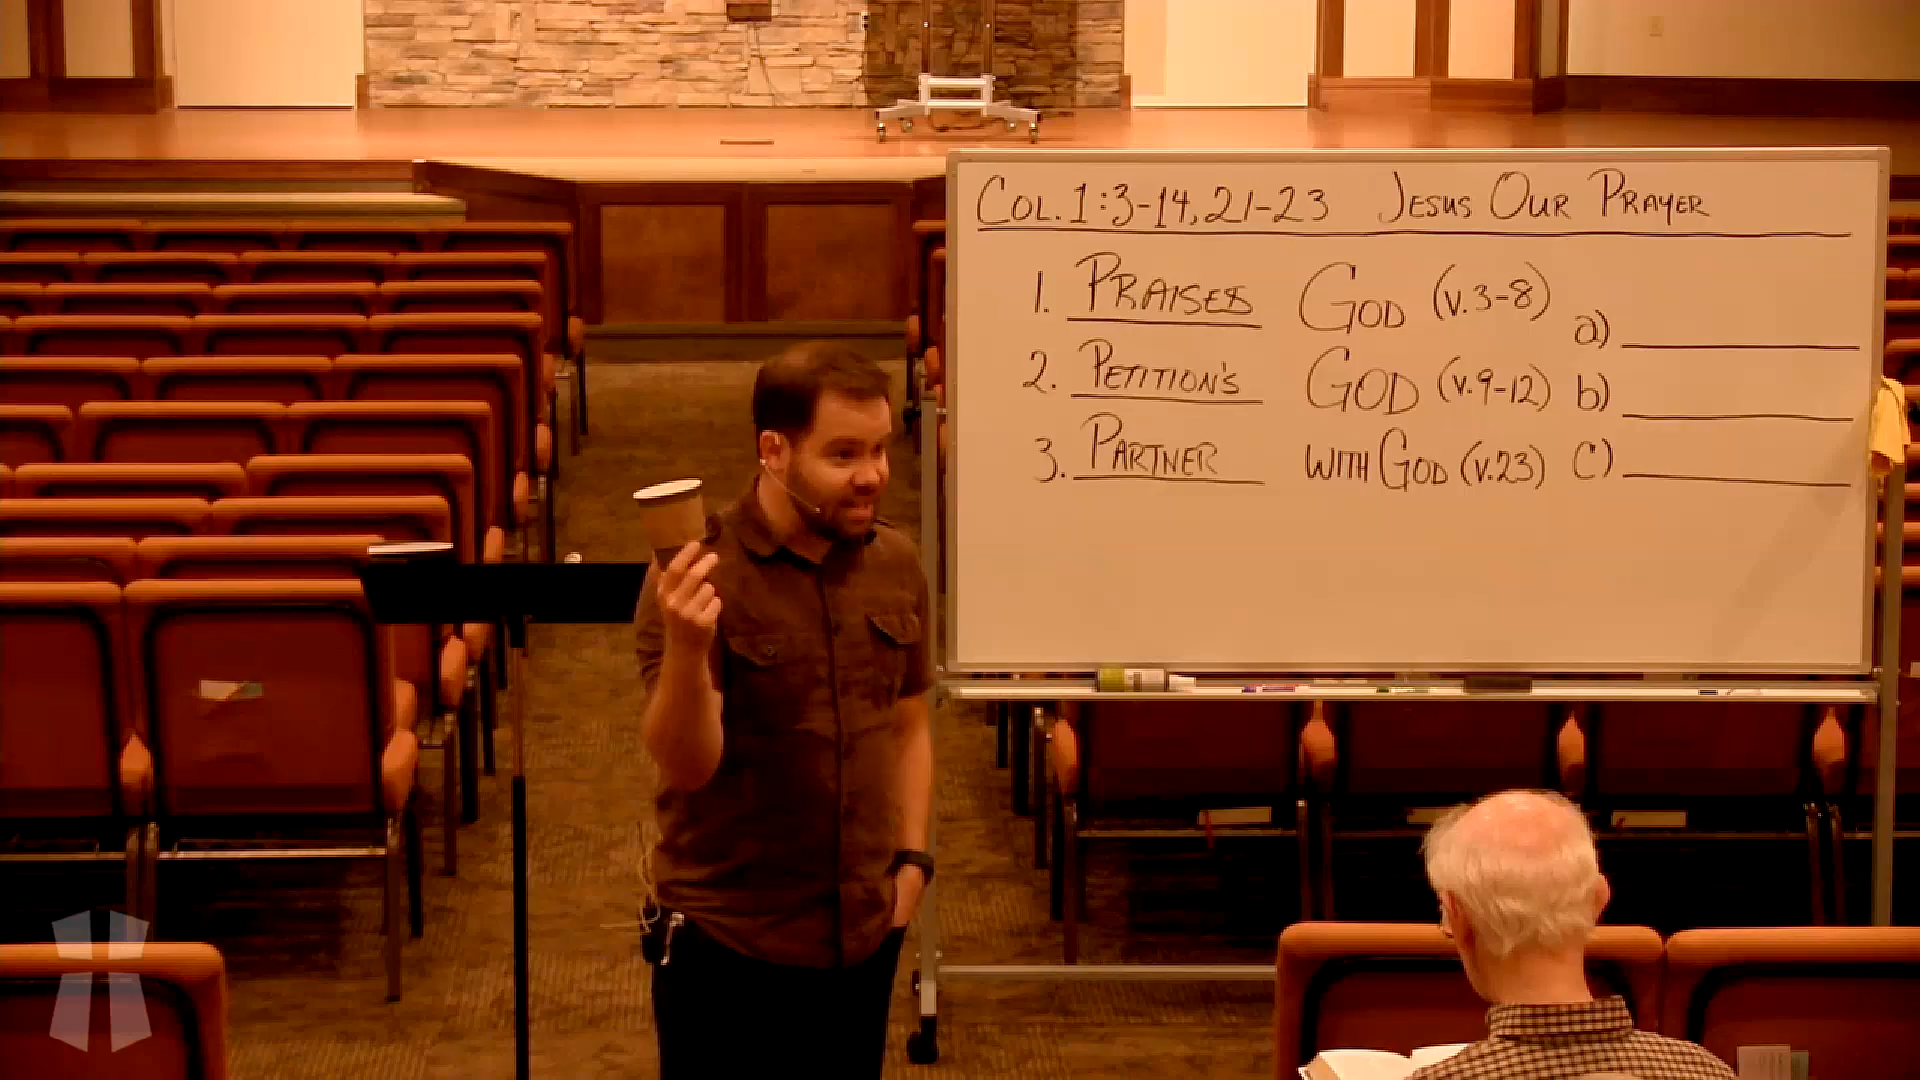 COL. 1:3-14, 21-23 JESUS OUR PRAYER
1. PRAISES GOD (V.3-8)
a)
2. PETITION'S GOD (V.9-12) b)
3. PARTNER WITH GOD (V.23) C)